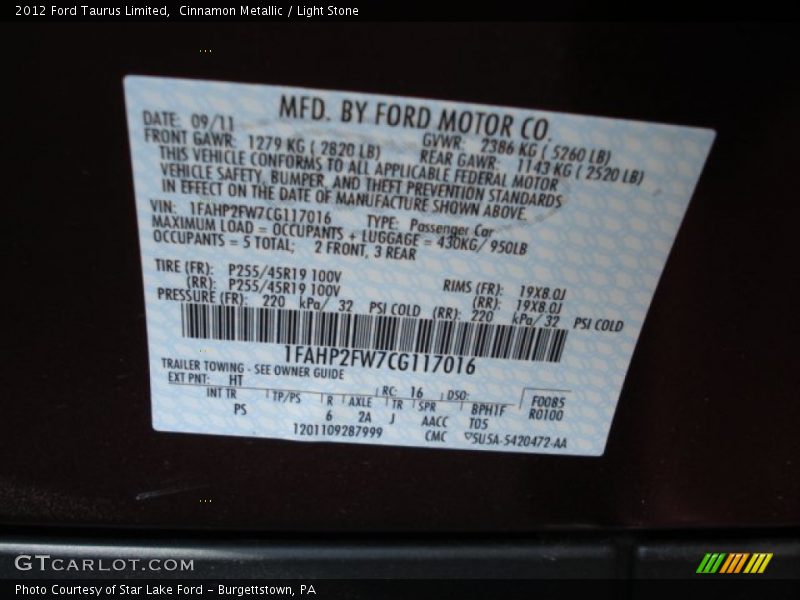 2012 Ford Taurus Limited, Cinnamon Metallic / Light Stone
MFD. BY FORD MOTOR CO.
DATE: 09/11 GVWR: 2386 KG ( 5260 LB)
FRONT GAWR: 1279 KG ( 2820 LB) REAR GAWR: 1143 KG ( 2520 LB)
THIS VEHICLE CONFORMS TO ALL APPLICABLE FEDERAL MOTOR
VEHICLE SAFETY, BUMPER, AND THEFT PREVENTION STANDARDS
IN EFFECT ON THE DATE OF MANUFACTURE SHOWN ABOVE.
VIN: 1FAHP2FW7CG117016 TYPE: Passenger Car
MAXIMUM LOAD = OCCUPANTS + LUGGAGE = 430KG/ 950LB
OCCUPANTS = 5 TOTAL; 2 FRONT, 3 REAR
TIRE (FR): P255/45R19 100V RIMS (FR): 19X8.0J
(RR): P255/45R19 100V (RR): 19X8.0J
PRESSURE (FR): 220 kPa/ 32 PSI COLD (RR): 220 kPa/ 32 PSI COLD
1FAHP2FW7CG117016
TRAILER TOWING - SEE OWNER GUIDE
EXT PNT: HT RC: 16 DSO: F0085
INT TR TP/PS R AXLE TR SPR BPH1F R0100
PS 6 2A J AACC T05
1201109287999 CMC SU5A-5420472-AA
GTCARLOT.COM
Photo Courtesy of Star Lake Ford - Burgettstown, PA